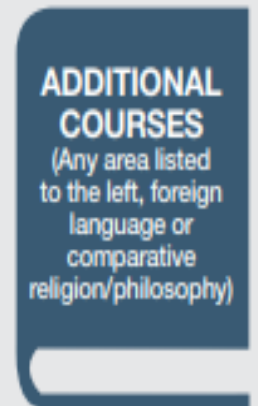 ADDITIONAL
COURSES
(Any area listed
to the left, foreign
language or
comparative
religion/philosophy)